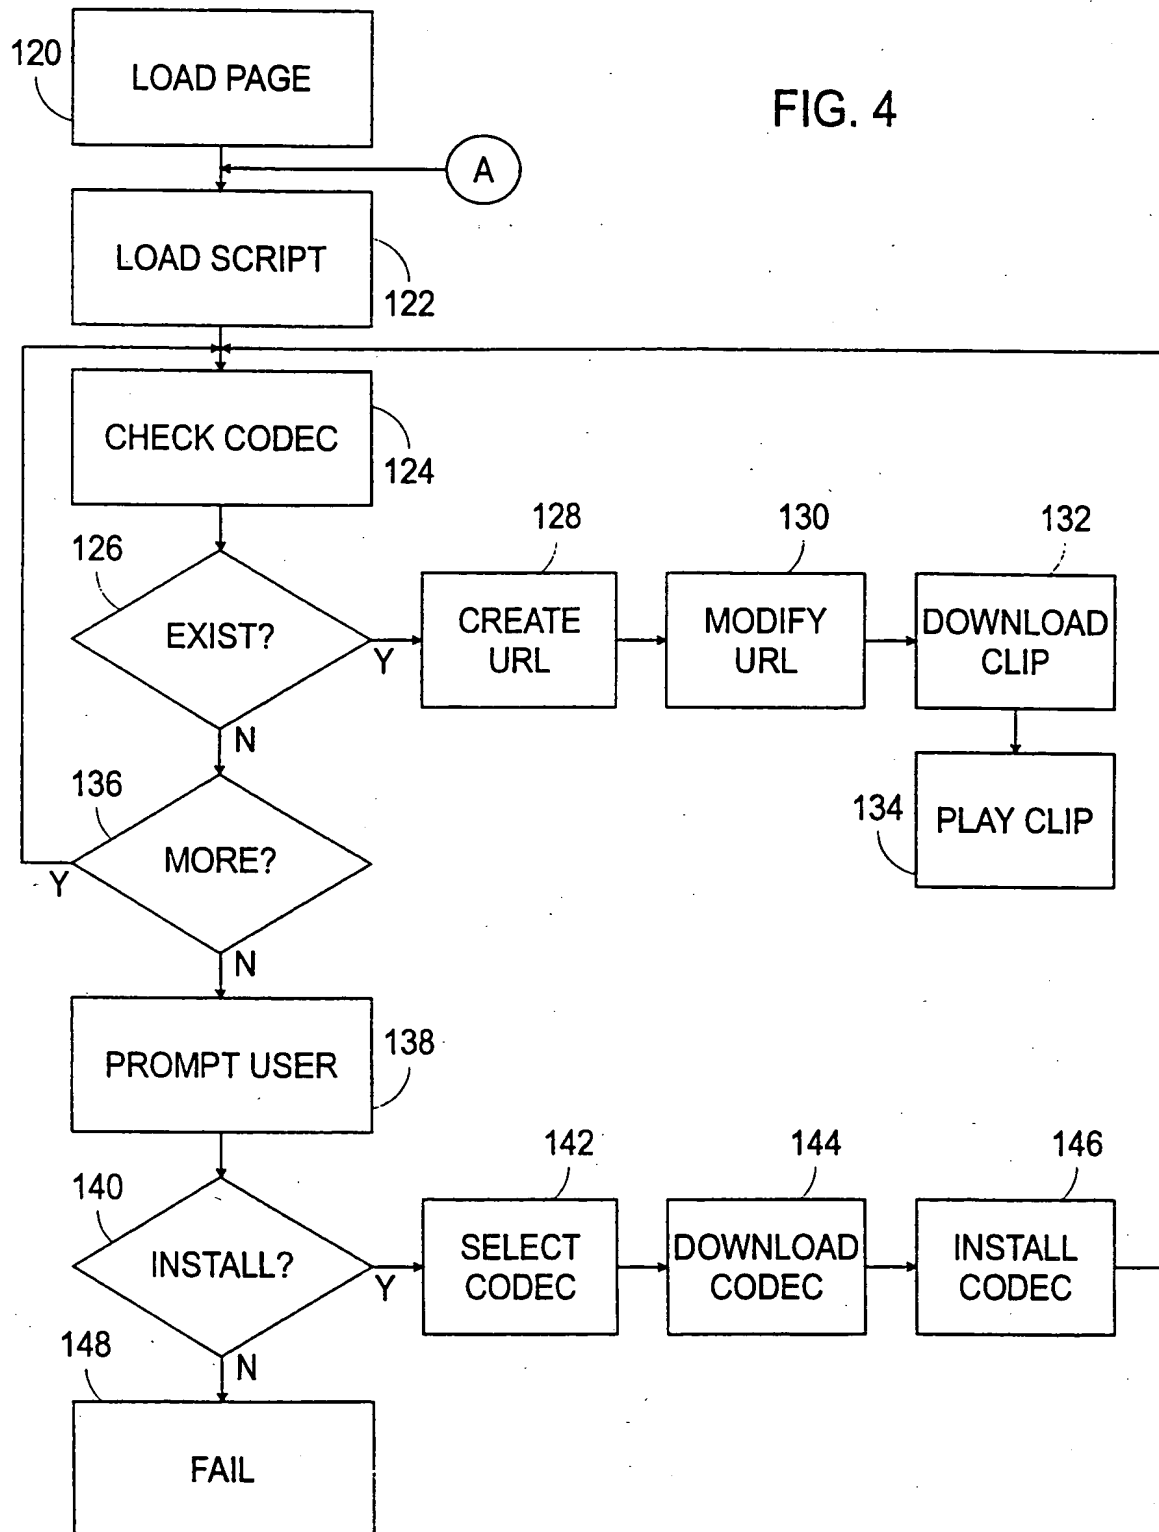 120
LOAD PAGE
FIG. 4
A
LOAD SCRIPT
122
CHECK CODEC
124
126
EXIST?
Y
N
128
CREATE
URL
130
MODIFY
URL
132
DOWNLOAD
CLIP
134
PLAY CLIP
136
MORE?
Y
N
PROMPT USER
138
140
INSTALL?
Y
N
142
SELECT
CODEC
144
DOWNLOAD
CODEC
146
INSTALL
CODEC
148
FAIL